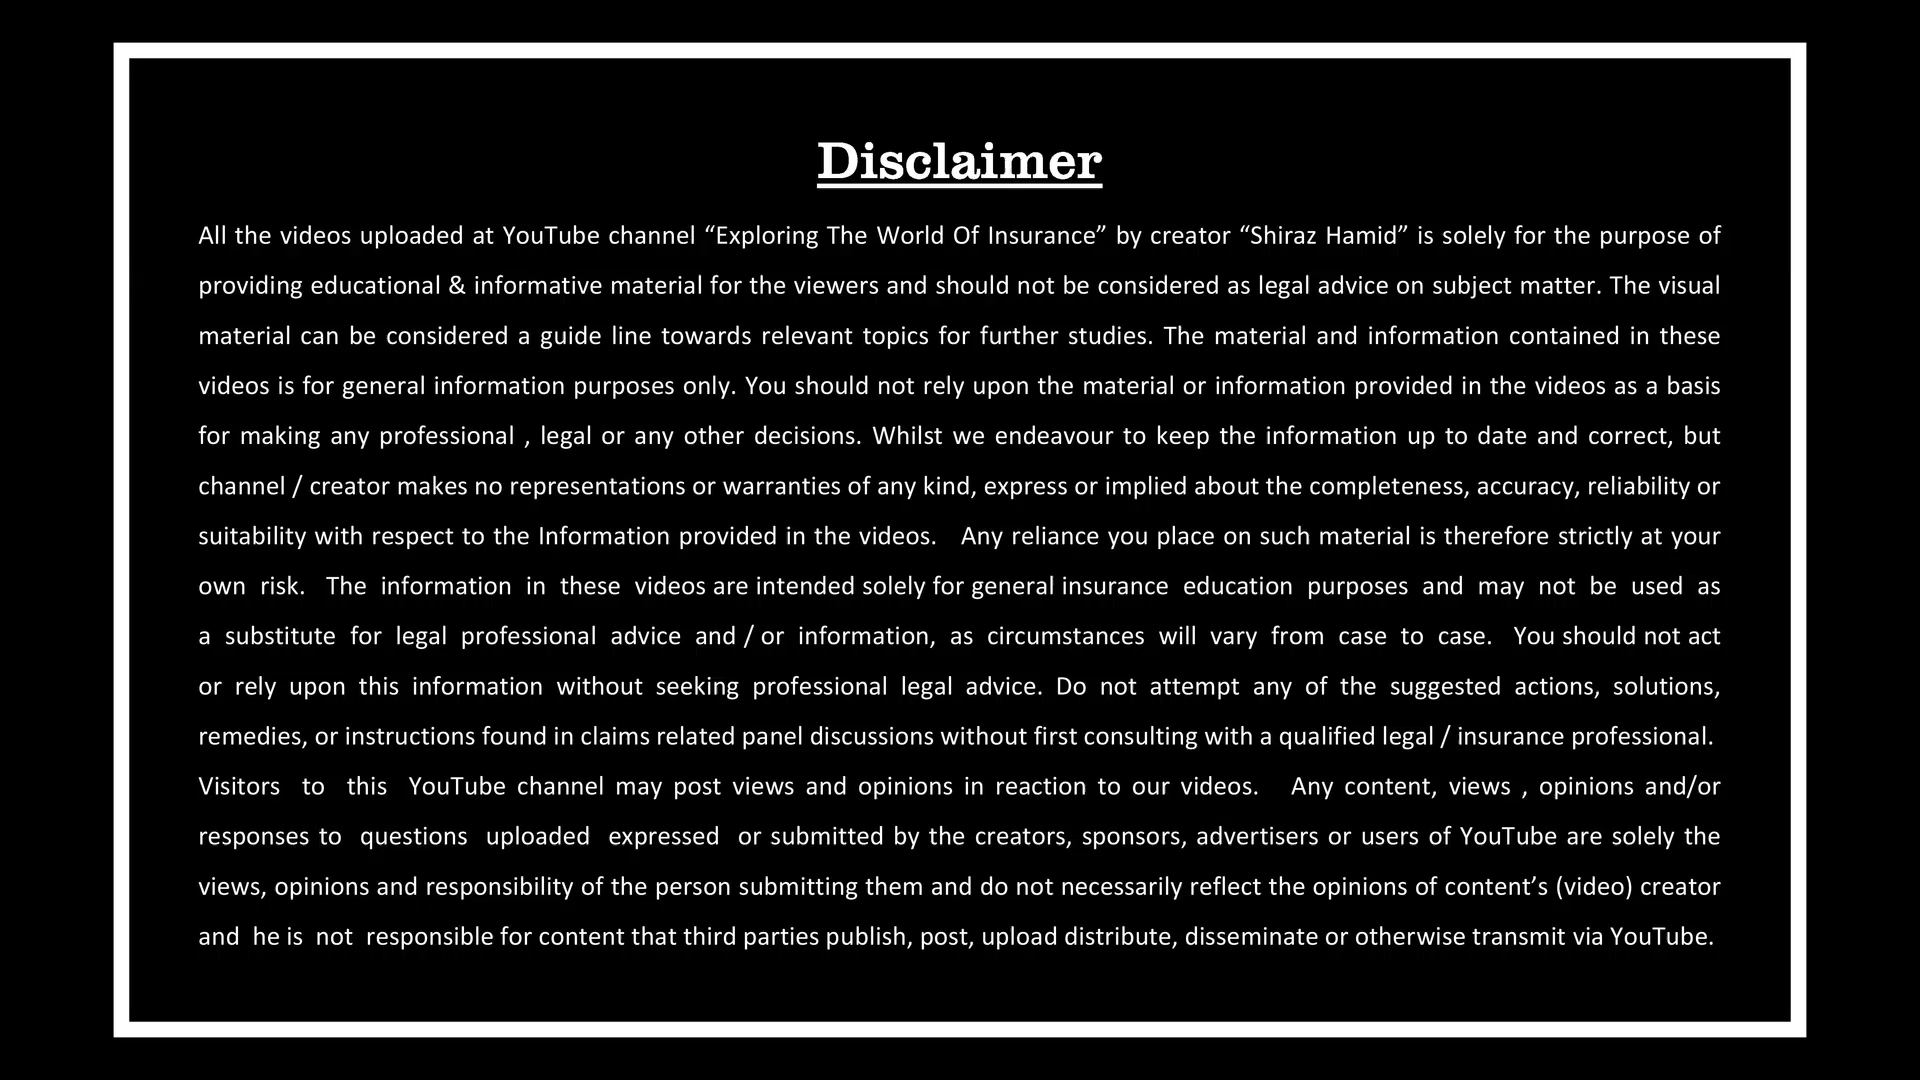 Disclaimer
All the videos uploaded at YouTube channel “Exploring The World Of Insurance” by creator “Shiraz Hamid” is solely for the purpose of
providing educational & informative material for the viewers and should not be considered as legal advice on subject matter. The visual
material can be considered a guide line towards relevant topics for further studies. The material and information contained in these
videos is for general information purposes only. You should not rely upon the material or information provided in the videos as a basis
for making any professional , legal or any other decisions. Whilst we endeavour to keep the information up to date and correct, but
channel / creator makes no representations or warranties of any kind, express or implied about the completeness, accuracy, reliability or
suitability with respect to the Information provided in the videos. Any reliance you place on such material is therefore strictly at your
own risk. The information in these videos are intended solely for general insurance education purposes and may not be used as
a substitute for legal professional advice and / or information, as circumstances will vary from case to case. You should not act
or rely upon this information without seeking professional legal advice. Do not attempt any of the suggested actions, solutions,
remedies, or instructions found in claims related panel discussions without first consulting with a qualified legal / insurance professional.
Visitors to this YouTube channel may post views and opinions in reaction to our videos. Any content, views , opinions and/or
responses to questions uploaded expressed or submitted by the creators, sponsors, advertisers or users of YouTube are solely the
views, opinions and responsibility of the person submitting them and do not necessarily reflect the opinions of content’s (video) creator
and he is not responsible for content that third parties publish, post, upload distribute, disseminate or otherwise transmit via YouTube.